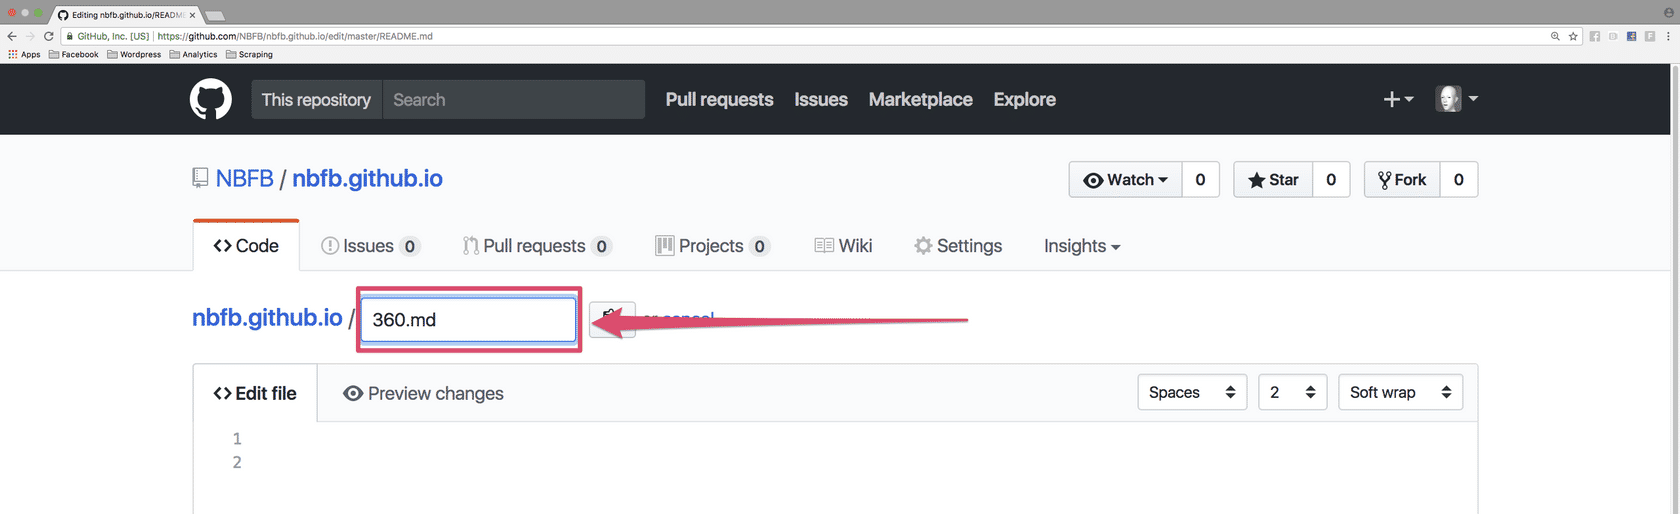 Editing nbfb.github.io/README
GitHub, Inc. [US] https://github.com/NBFB/nbfb.github.io/edit/master/README.md
Apps Facebook Wordpress Analytics Scraping
This repository Search Pull requests Issues Marketplace Explore
NBFB / nbfb.github.io Watch 0 Star 0 Fork 0
Code Issues 0 Pull requests 0 Projects 0 Wiki Settings Insights
nbfb.github.io / 360.md or cancel
Edit file Preview changes Spaces 2 Soft wrap
1
2